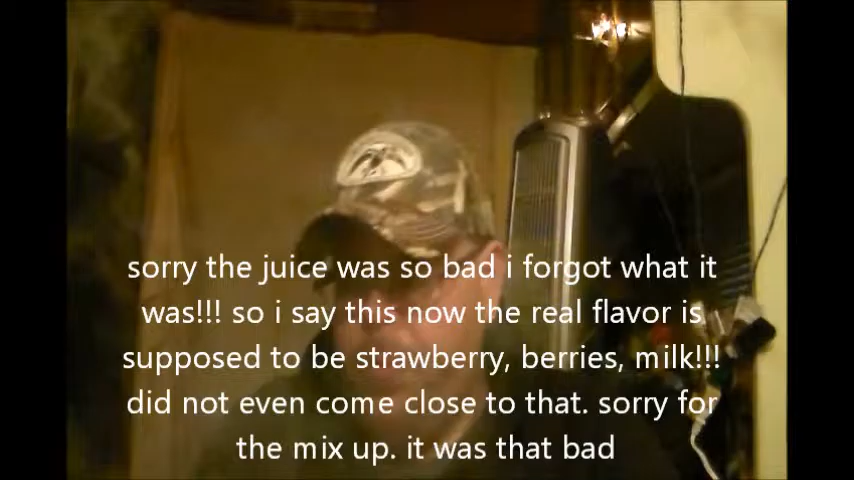 sorry the juice was so bad i forgot what it
was!!! so i say this now the real flavor is
supposed to be strawberry, berries, milk!!!
did not even come close to that. sorry for
the mix up. it was that bad